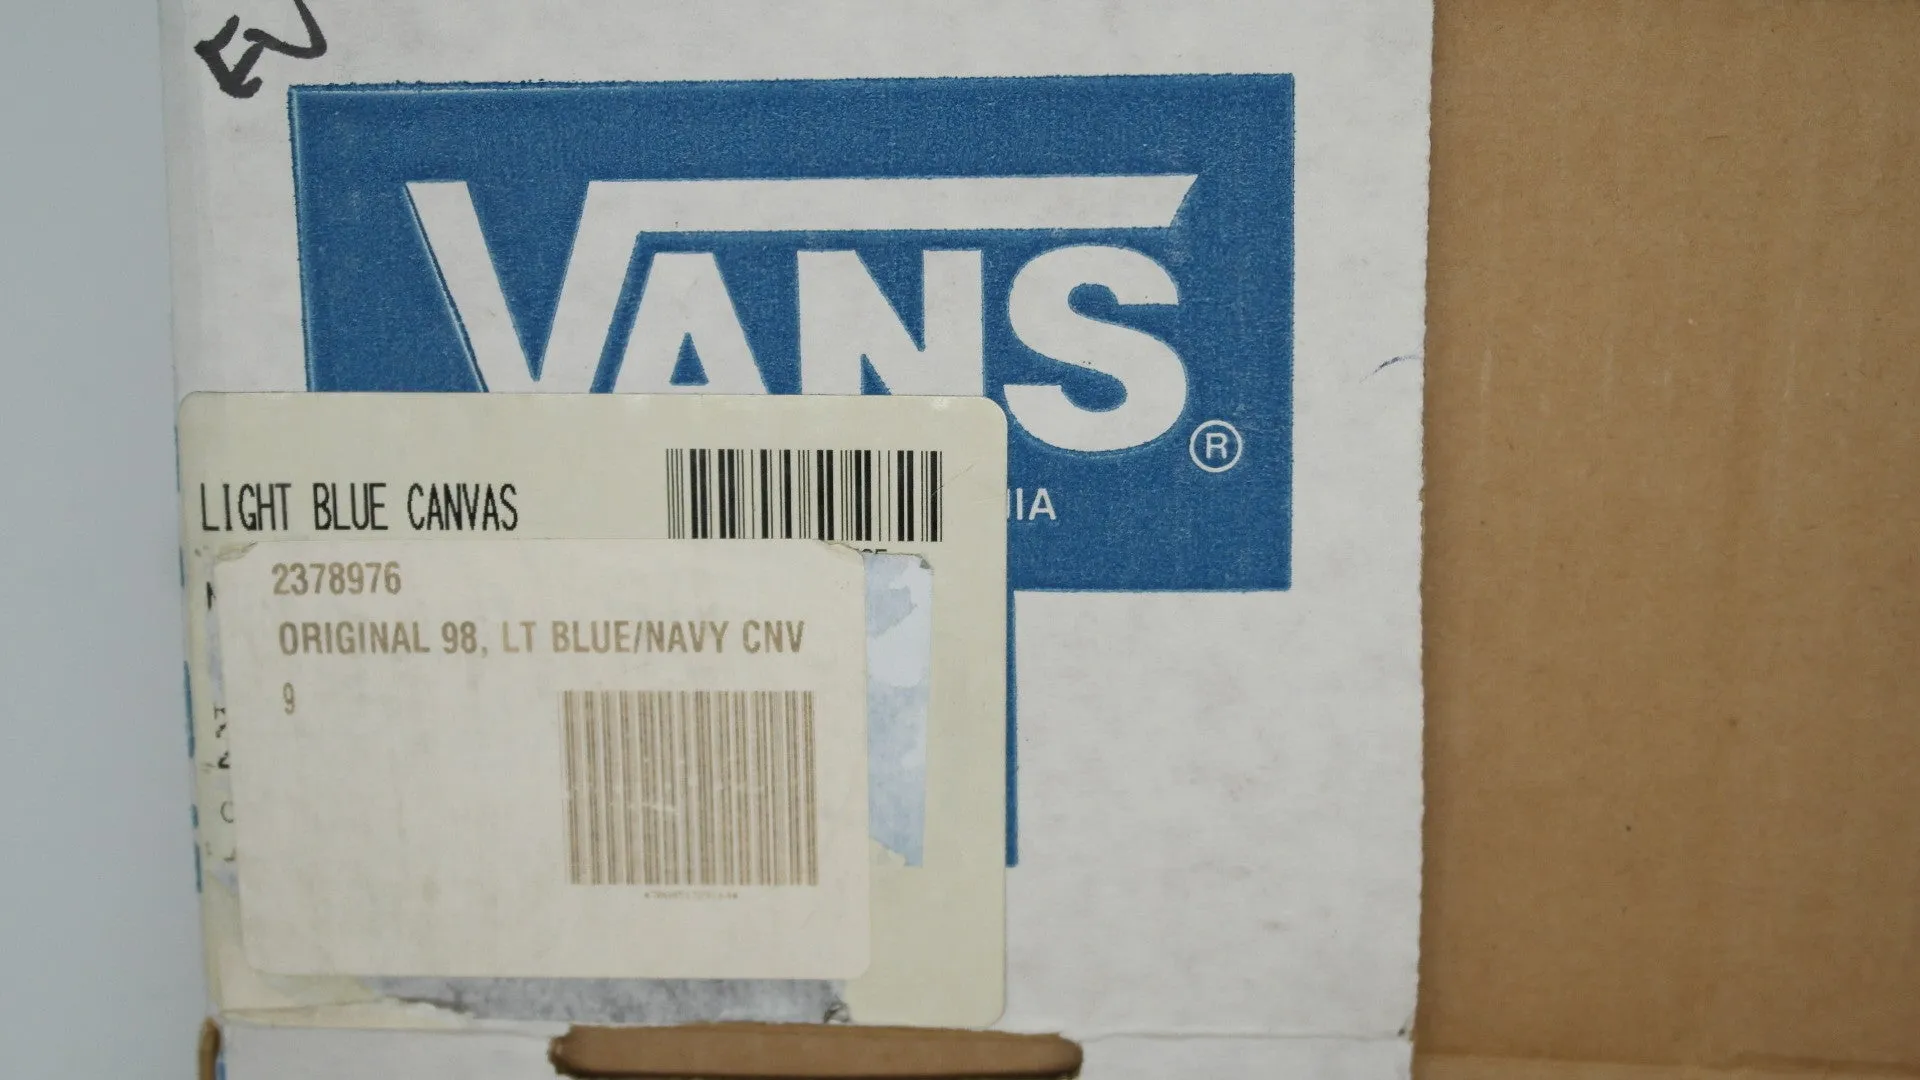 VANS
®
LIGHT BLUE CANVAS
2378976
ORIGINAL 98, LT BLUE/NAVY CNV
9